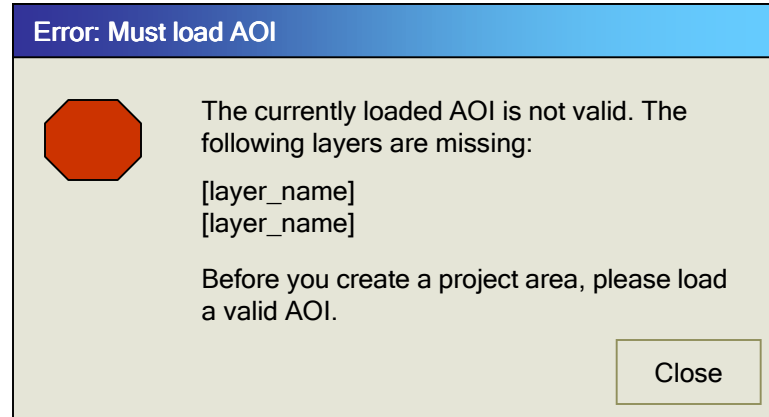 Error: Must load AOI
The currently loaded AOI is not valid. The
following layers are missing:
[layer_name]
[layer_name]
Before you create a project area, please load
a valid AOI.
Close